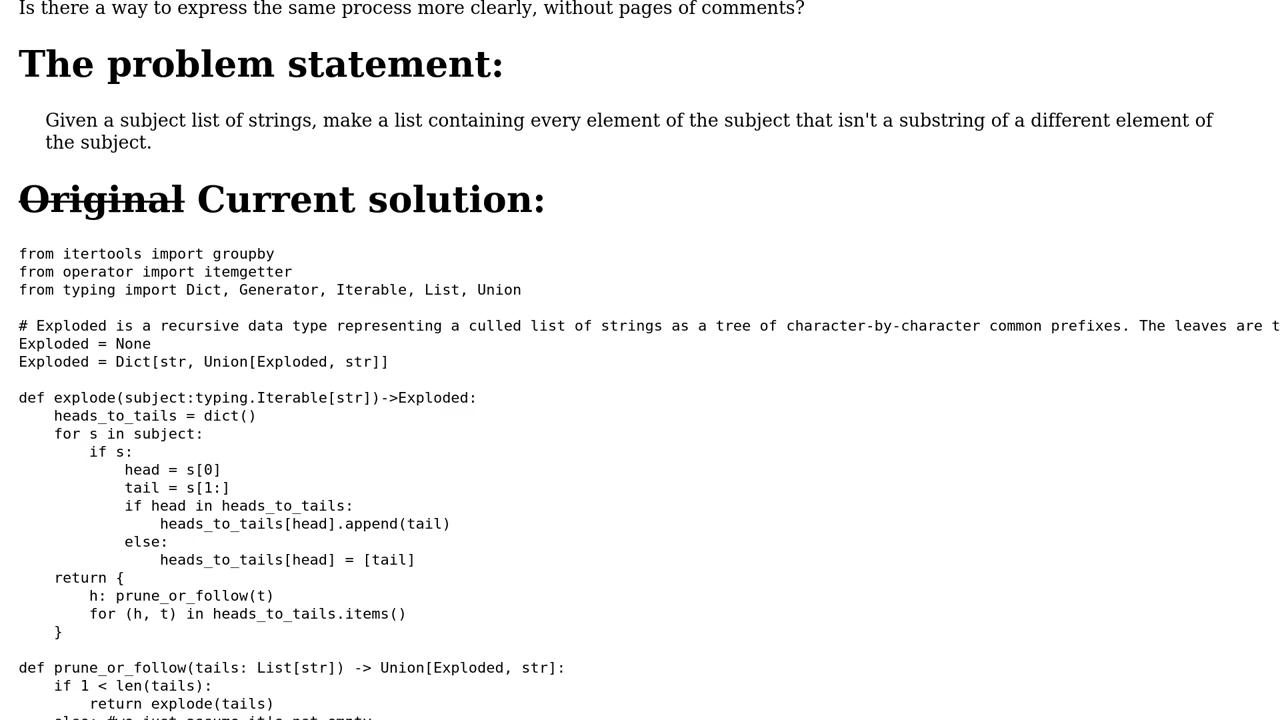 Is there a way to express the same process more clearly, without pages of comments?
The problem statement:
Given a subject list of strings, make a list containing every element of the subject that isn't a substring of a different element of
the subject.
Original Current solution:
from itertools import groupby
from operator import itemgetter
from typing import Dict, Generator, Iterable, List, Union

# Exploded is a recursive data type representing a culled list of strings as a tree of character-by-character common prefixes. The leaves are t
Exploded = None
Exploded = Dict[str, Union[Exploded, str]]

def explode(subject:typing.Iterable[str])->Exploded:
    heads_to_tails = dict()
    for s in subject:
        if s:
            head = s[0]
            tail = s[1:]
            if head in heads_to_tails:
                heads_to_tails[head].append(tail)
            else:
                heads_to_tails[head] = [tail]
    return {
        h: prune_or_follow(t)
        for (h, t) in heads_to_tails.items()
    }

def prune_or_follow(tails: List[str]) -> Union[Exploded, str]:
    if 1 < len(tails):
        return explode(tails)
    else: #we just assume it's not empty